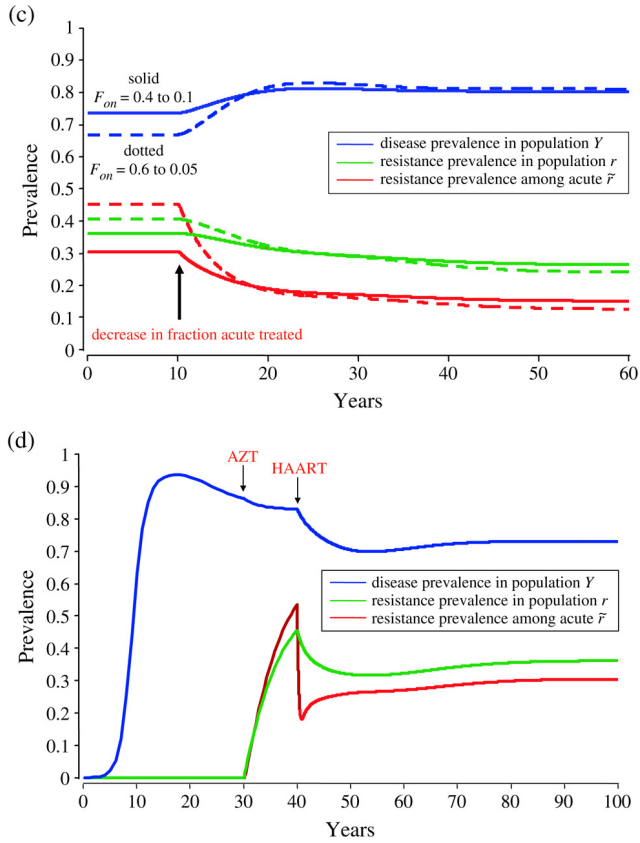 (c)
1
0.9
0.8
0.7
0.6
0.5
0.4
0.3
0.2
0.1
0
Prevalence
solid
F_on = 0.4 to 0.1
dotted
F_on = 0.6 to 0.05
disease prevalence in population Y
resistance prevalence in population r
resistance prevalence among acute r̃
decrease in fraction acute treated
0 10 20 30 40 50 60
Years
(d)
1
0.9
0.8
0.7
0.6
0.5
0.4
0.3
0.2
0.1
0
Prevalence
AZT
HAART
disease prevalence in population Y
resistance prevalence in population r
resistance prevalence among acute r̃
0 10 20 30 40 50 60 70 80 90 100
Years